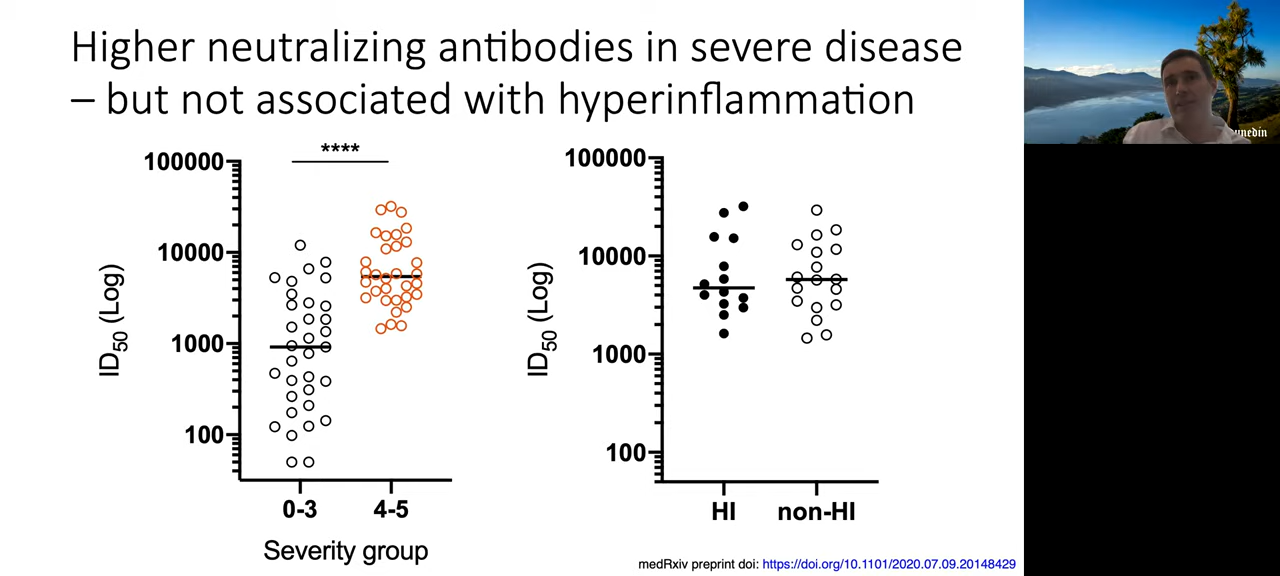 Higher neutralizing antibodies in severe disease
– but not associated with hyperinflammation
****
100000
10000
1000
100
ID50 (Log)
0-3
4-5
Severity group
100000
10000
1000
100
ID50 (Log)
HI
non-HI
medRxiv preprint doi: https://doi.org/10.1101/2020.07.09.20148429